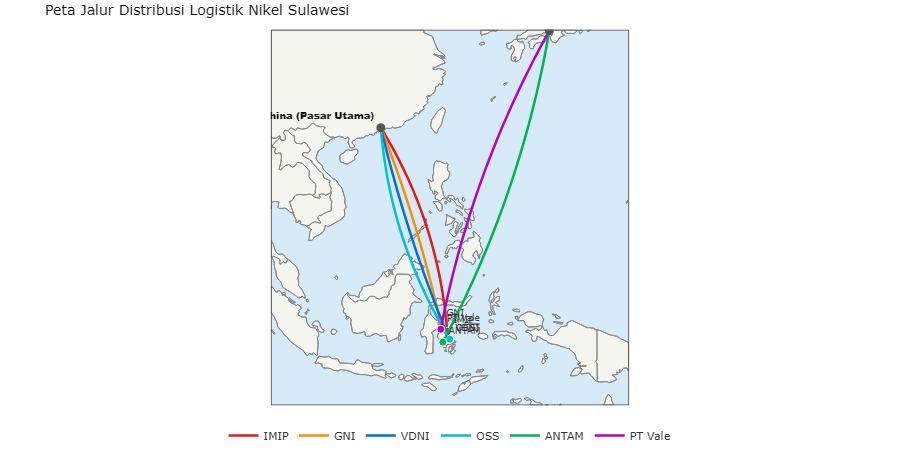 Peta Jalur Distribusi Logistik Nikel Sulawesi
hina (Pasar Utama)
GNI
PT Vale
ANTAM
IMIP
GNI
VDNI
OSS
ANTAM
PT Vale